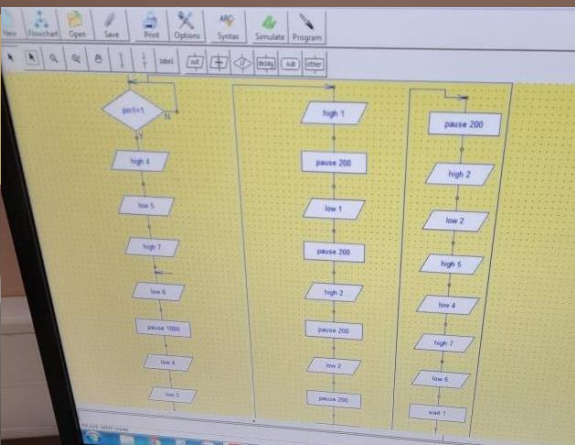 New Flowchart Open Save Print Options Syntax Simulate Program
ABC
label out if delay sub other
pin1=1
N
Y
high 4
low 5
high 7
low 6
pause 1000
low 4
low 5
high 1
pause 200
low 1
pause 200
high 2
pause 200
low 2
pause 200
pause 200
high 2
low 2
high 5
low 4
high 7
low 6
wait 1